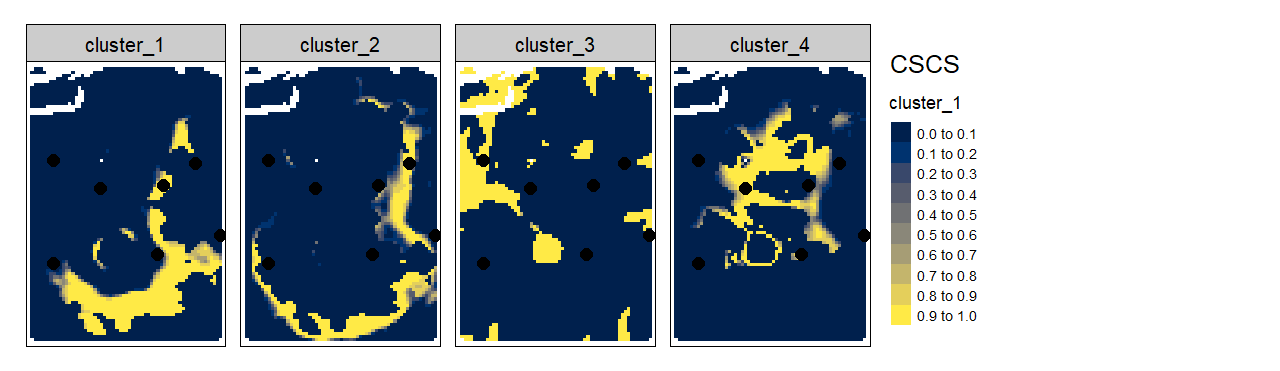 cluster_1
cluster_2
cluster_3
cluster_4
CSCS
cluster_1
0.0 to 0.1
0.1 to 0.2
0.2 to 0.3
0.3 to 0.4
0.4 to 0.5
0.5 to 0.6
0.6 to 0.7
0.7 to 0.8
0.8 to 0.9
0.9 to 1.0